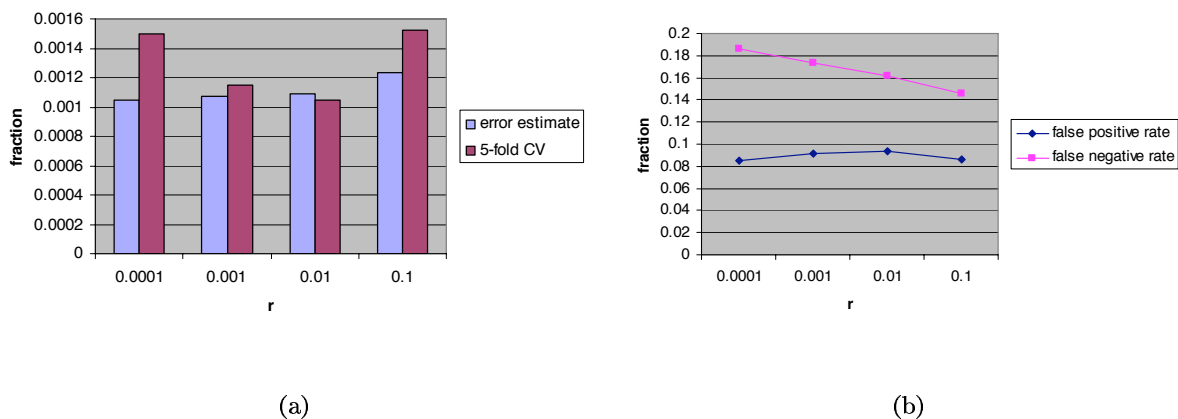 0.0016
0.0014
0.0012
0.001
0.0008
0.0006
0.0004
0.0002
0
fraction
0.0001 0.001 0.01 0.1
r
error estimate
5-fold CV
(a)
0.2
0.18
0.16
0.14
0.12
0.1
0.08
0.06
0.04
0.02
0
fraction
0.0001 0.001 0.01 0.1
r
false positive rate
false negative rate
(b)